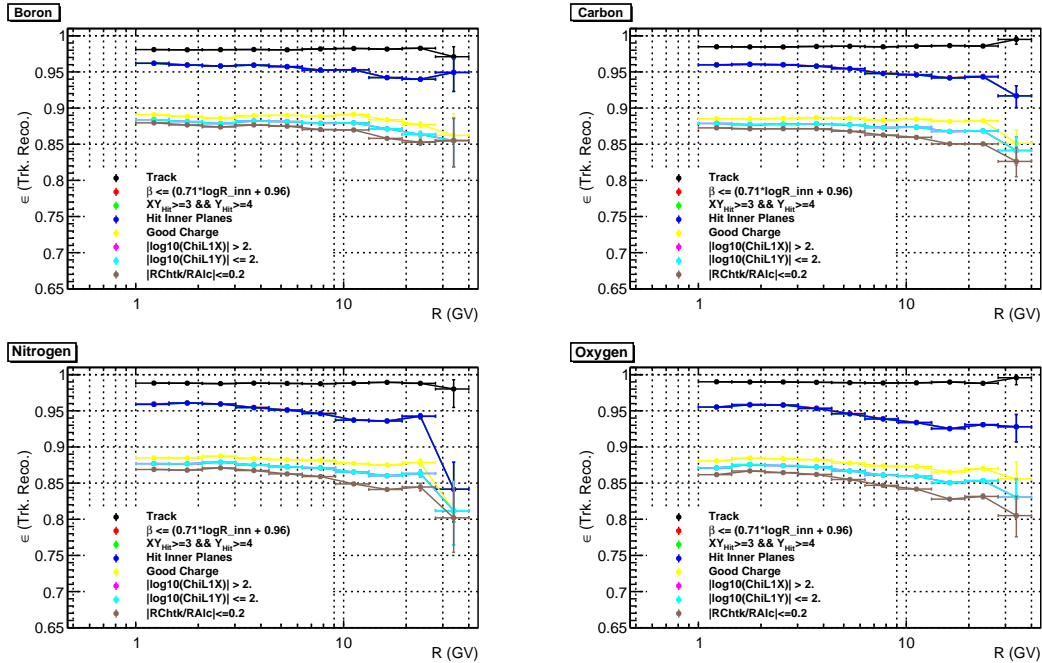 Boron
∈ (Trk. Reco.)
1
0.95
0.9
0.85
0.8
0.75
0.7
0.65
Track
β <= (0.71*logR_inn + 0.96)
XY_Hit>=3 && Y_Hit>=4
Hit Inner Planes
Good Charge
|log10(ChiL1X)| > 2.
|log10(ChiL1Y)| <= 2.
|RChtk/RAlc|<=0.2
1 10
R (GV)
Carbon
∈ (Trk. Reco.)
1
0.95
0.9
0.85
0.8
0.75
0.7
0.65
Track
β <= (0.71*logR_inn + 0.96)
XY_Hit>=3 && Y_Hit>=4
Hit Inner Planes
Good Charge
|log10(ChiL1X)| > 2.
|log10(ChiL1Y)| <= 2.
|RChtk/RAlc|<=0.2
1 10
R (GV)
Nitrogen
∈ (Trk. Reco.)
1
0.95
0.9
0.85
0.8
0.75
0.7
0.65
Track
β <= (0.71*logR_inn + 0.96)
XY_Hit>=3 && Y_Hit>=4
Hit Inner Planes
Good Charge
|log10(ChiL1X)| > 2.
|log10(ChiL1Y)| <= 2.
|RChtk/RAlc|<=0.2
1 10
R (GV)
Oxygen
∈ (Trk. Reco.)
1
0.95
0.9
0.85
0.8
0.75
0.7
0.65
Track
β <= (0.71*logR_inn + 0.96)
XY_Hit>=3 && Y_Hit>=4
Hit Inner Planes
Good Charge
|log10(ChiL1X)| > 2.
|log10(ChiL1Y)| <= 2.
|RChtk/RAlc|<=0.2
1 10
R (GV)